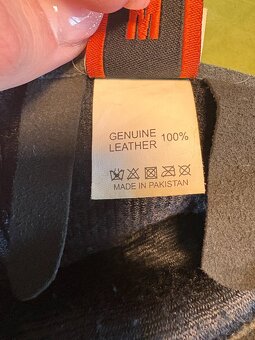 M
GENUINE 100%
LEATHER
MADE IN PAKISTAN